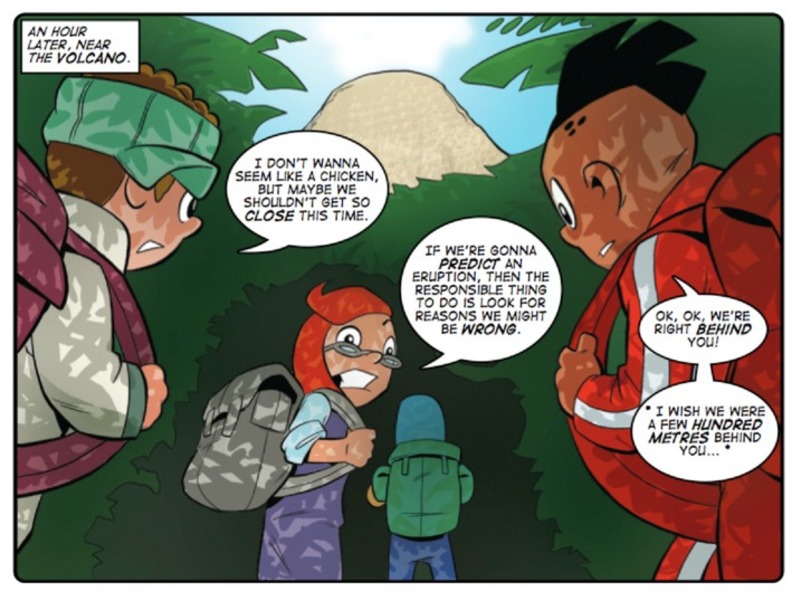 AN HOUR
LATER, NEAR
THE VOLCANO.
I DON'T WANNA
SEEM LIKE A CHICKEN,
BUT MAYBE WE
SHOULDN'T GET SO
CLOSE THIS TIME.
IF WE'RE GONNA
PREDICT AN
ERUPTION, THEN THE
RESPONSIBLE THING
TO DO IS LOOK FOR
REASONS WE MIGHT
BE WRONG.
OK, OK, WE'RE
RIGHT BEHIND
YOU!
* I WISH WE WERE
A FEW HUNDRED
METRES BEHIND
YOU... *